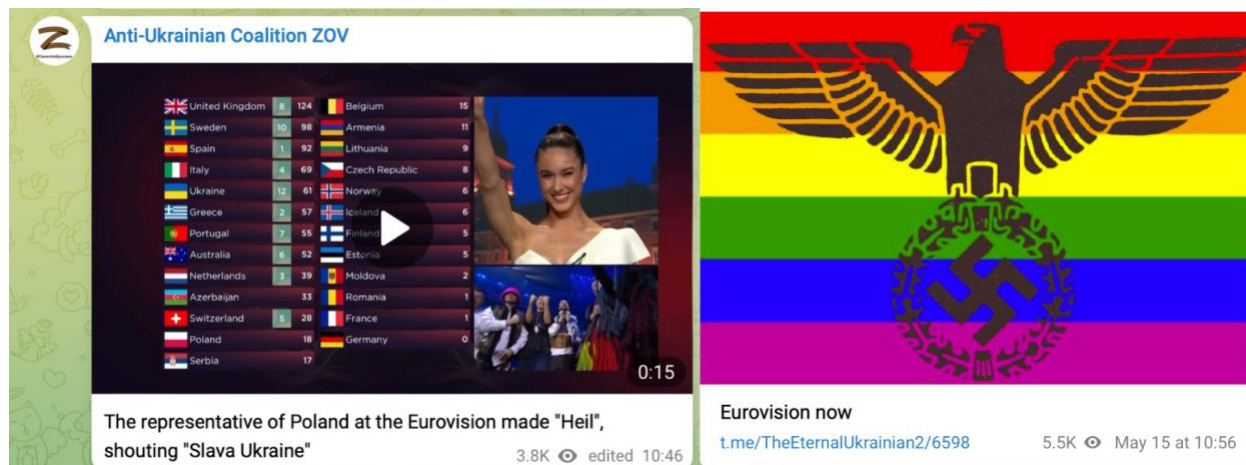 Anti-Ukrainian Coalition ZOV
United Kingdom 8 124
Sweden 10 98
Spain 1 92
Italy 4 69
Ukraine 12 61
Greece 2 57
Portugal 7 55
Australia 6 52
Netherlands 3 39
Azerbaijan 33
Switzerland 5 28
Poland 18
Serbia 17
Belgium 15
Armenia 11
Lithuania 9
Czech Republic 8
Norway 6
Iceland 6
Finland 5
Estonia 5
Moldova 2
Romania 1
France 1
Germany 0
0:15
The representative of Poland at the Eurovision made "Heil",
shouting "Slava Ukraine"
3.8K edited 10:46
Eurovision now
t.me/TheEternalUkrainian2/6598
5.5K May 15 at 10:56